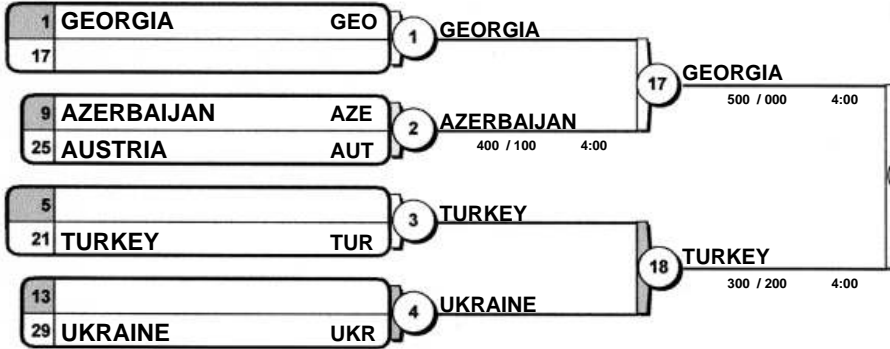 1 GEORGIA GEO
17
1 GEORGIA
9 AZERBAIJAN AZE
25 AUSTRIA AUT
2 AZERBAIJAN
400 / 100 4:00
17 GEORGIA
500 / 000 4:00
5
21 TURKEY TUR
3 TURKEY
13
29 UKRAINE UKR
4 UKRAINE
18 TURKEY
300 / 200 4:00